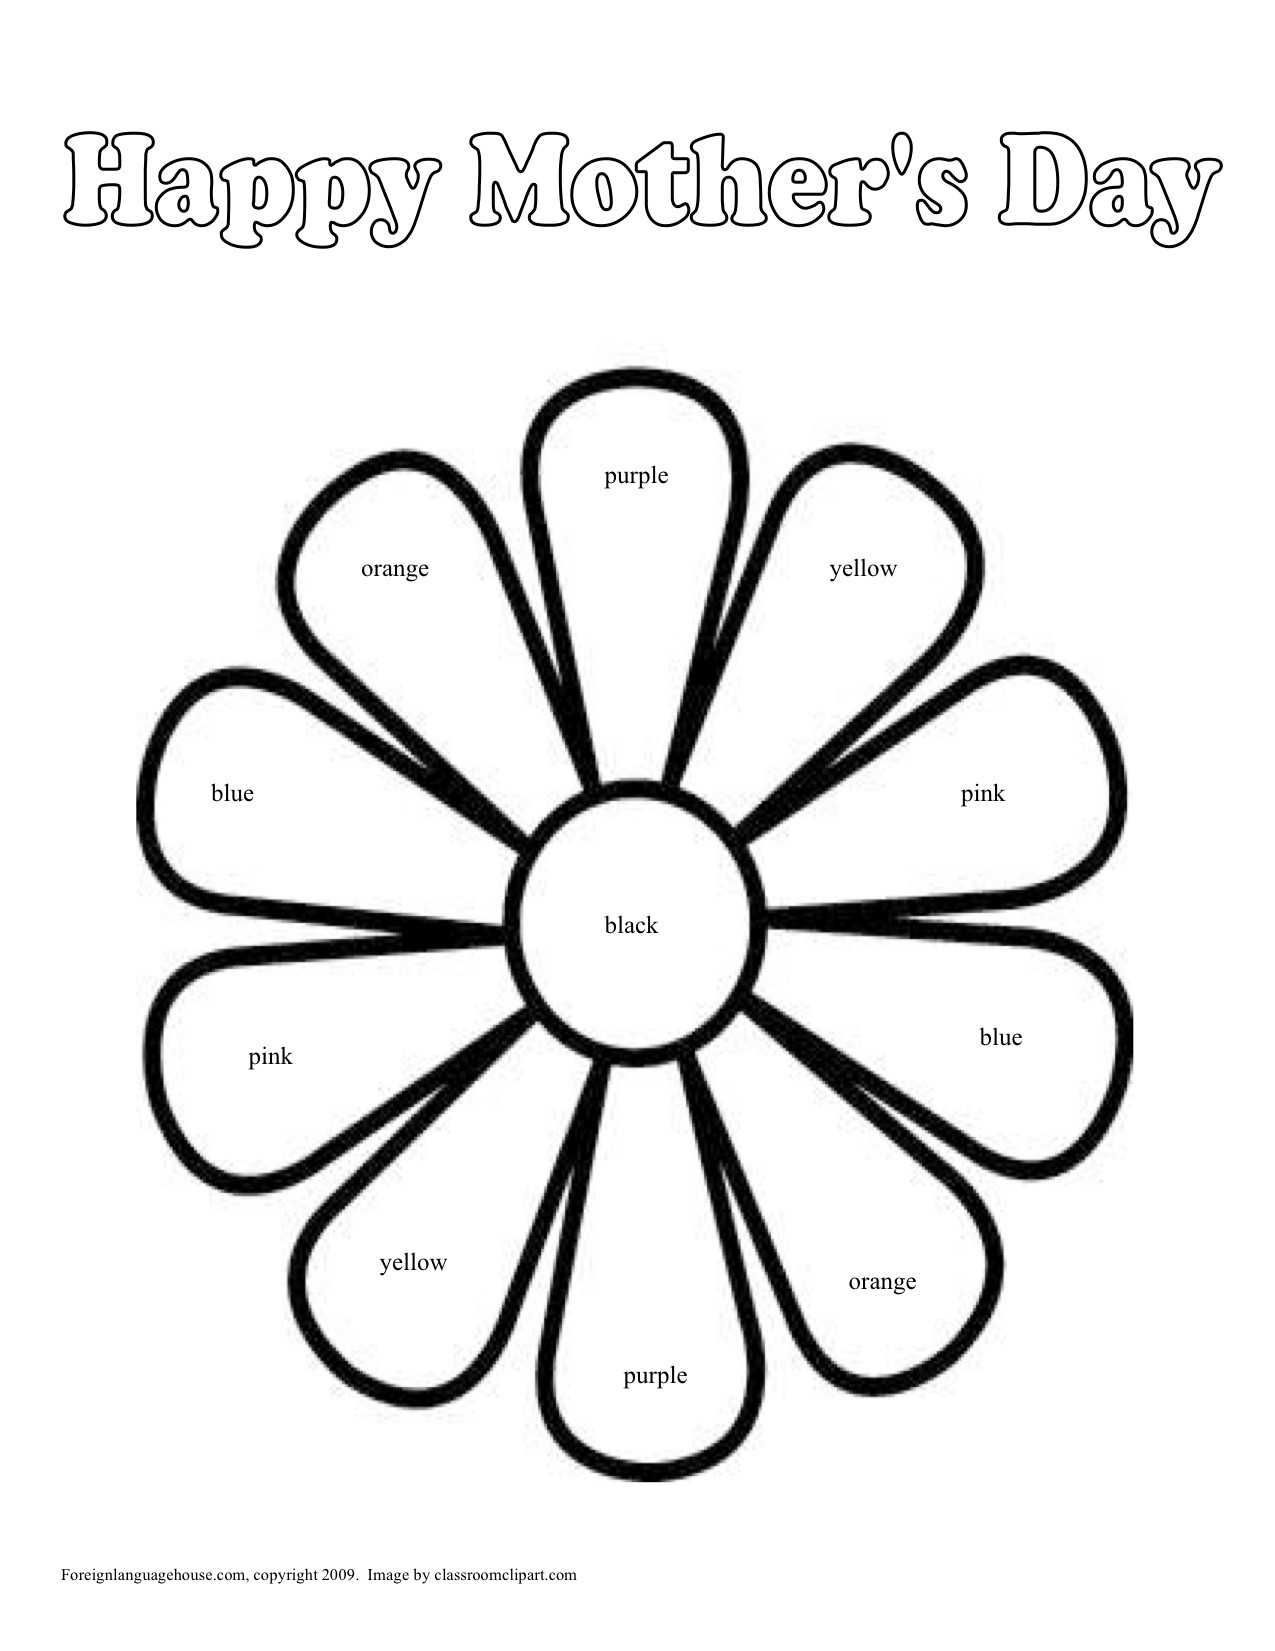 Happy Mother's Day
purple
orange
yellow
blue
pink
black
pink
blue
yellow
orange
purple
Foreignlanguagehouse.com, copyright 2009.  Image by classroomclipart.com